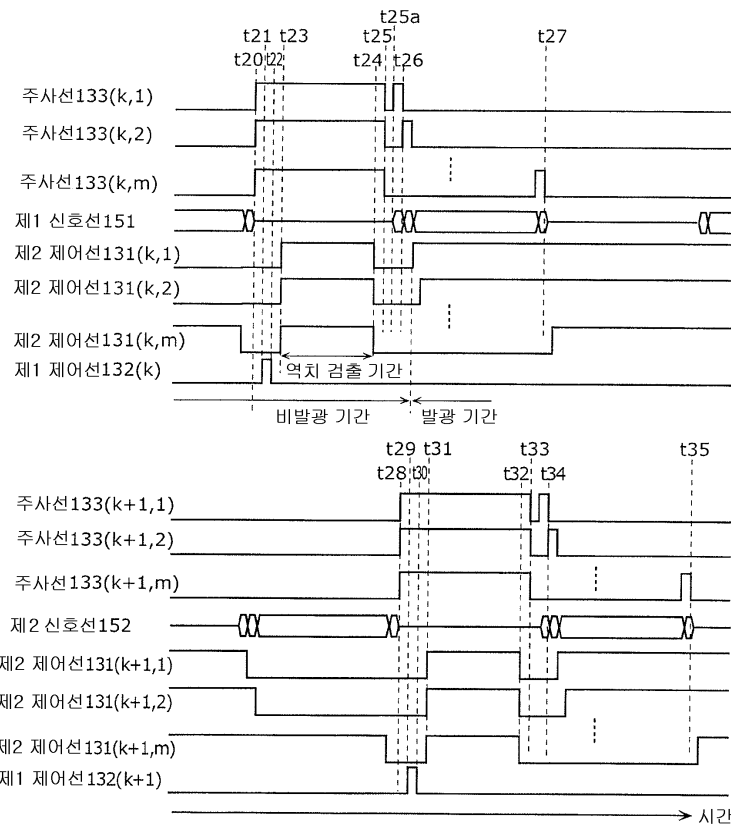 t25a
t21 t23 t25 t27
t20 t22 t24 t26
주사선133(k,1)
주사선133(k,2)
주사선133(k,m)
제1 신호선151
제2 제어선131(k,1)
제2 제어선131(k,2)
제2 제어선131(k,m)
제1 제어선132(k)
역치 검출 기간
비발광 기간 발광 기간
t29 t31 t33 t35
t28 t30 t32 t34
주사선133(k+1,1)
주사선133(k+1,2)
주사선133(k+1,m)
제2 신호선152
제2 제어선131(k+1,1)
제2 제어선131(k+1,2)
제2 제어선131(k+1,m)
제1 제어선132(k+1)
시간